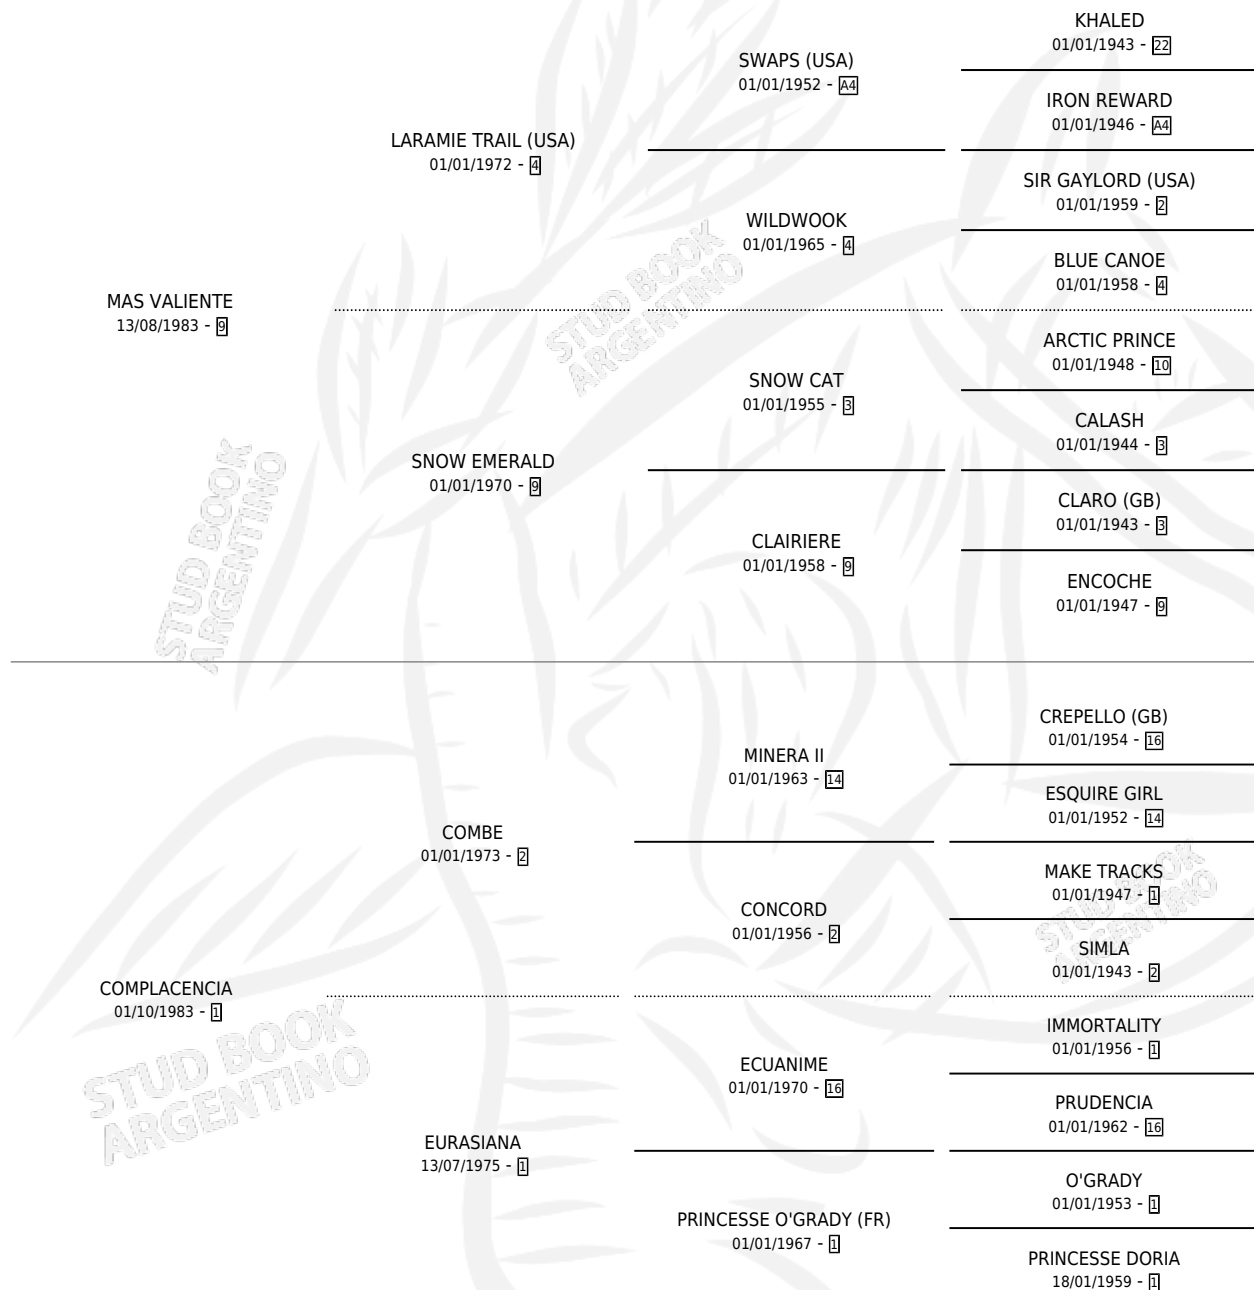 KHALED
01/01/1943 - 22
SWAPS (USA)
01/01/1952 - A4
IRON REWARD
01/01/1946 - A4
LARAMIE TRAIL (USA)
01/01/1972 - 4
SIR GAYLORD (USA)
01/01/1959 - 2
WILDWOOK
01/01/1965 - 4
BLUE CANOE
01/01/1958 - 4
MAS VALIENTE
13/08/1983 - 9
ARCTIC PRINCE
01/01/1948 - 10
SNOW CAT
01/01/1955 - 3
CALASH
01/01/1944 - 3
SNOW EMERALD
01/01/1970 - 9
CLARO (GB)
01/01/1943 - 3
CLAIRIERE
01/01/1958 - 9
ENCOCHE
01/01/1947 - 9
CREPELLO (GB)
01/01/1954 - 16
MINERA II
01/01/1963 - 14
ESQUIRE GIRL
01/01/1952 - 14
COMBE
01/01/1973 - 2
MAKE TRACKS
01/01/1947 - 1
CONCORD
01/01/1956 - 2
SIMLA
01/01/1943 - 2
COMPLACENCIA
01/10/1983 - 1
IMMORTALITY
01/01/1956 - 1
ECUANIME
01/01/1970 - 16
PRUDENCIA
01/01/1962 - 16
EURASIANA
13/07/1975 - 1
O'GRADY
01/01/1953 - 1
PRINCESSE O'GRADY (FR)
01/01/1967 - 1
PRINCESSE DORIA
18/01/1959 - 1
STUD BOOK
ARGENTINO
STUD BOOK
ARGENTINO
STUD BOOK
ARGENTINO
STUD BOOK
ARGENTINO